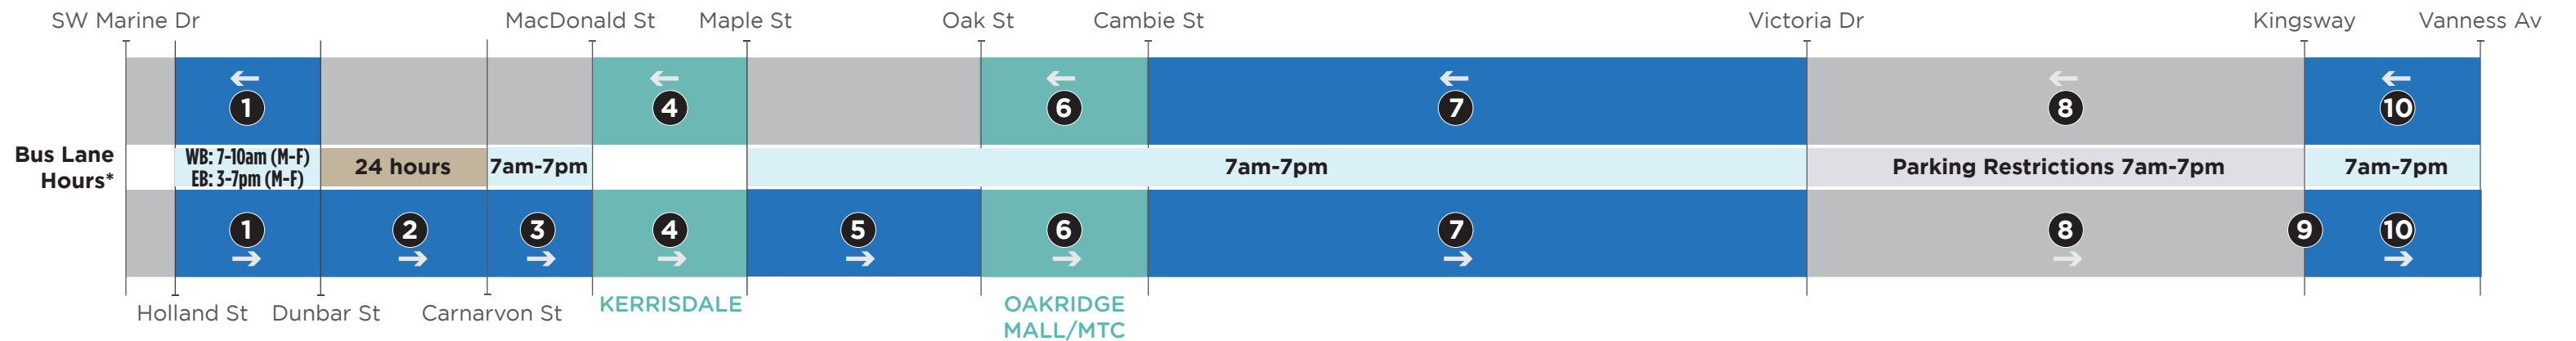 SW Marine Dr
MacDonald St
Maple St
Oak St
Cambie St
Victoria Dr
Kingsway
Vanness Av
1
4
6
7
8
10
Bus Lane
Hours*
WB: 7-10am (M-F)
EB: 3-7pm (M-F)
24 hours
7am-7pm
7am-7pm
Parking Restrictions 7am-7pm
7am-7pm
1
2
3
4
5
6
7
8
9
10
Holland St
Dunbar St
Carnarvon St
KERRISDALE
OAKRIDGE
MALL/MTC